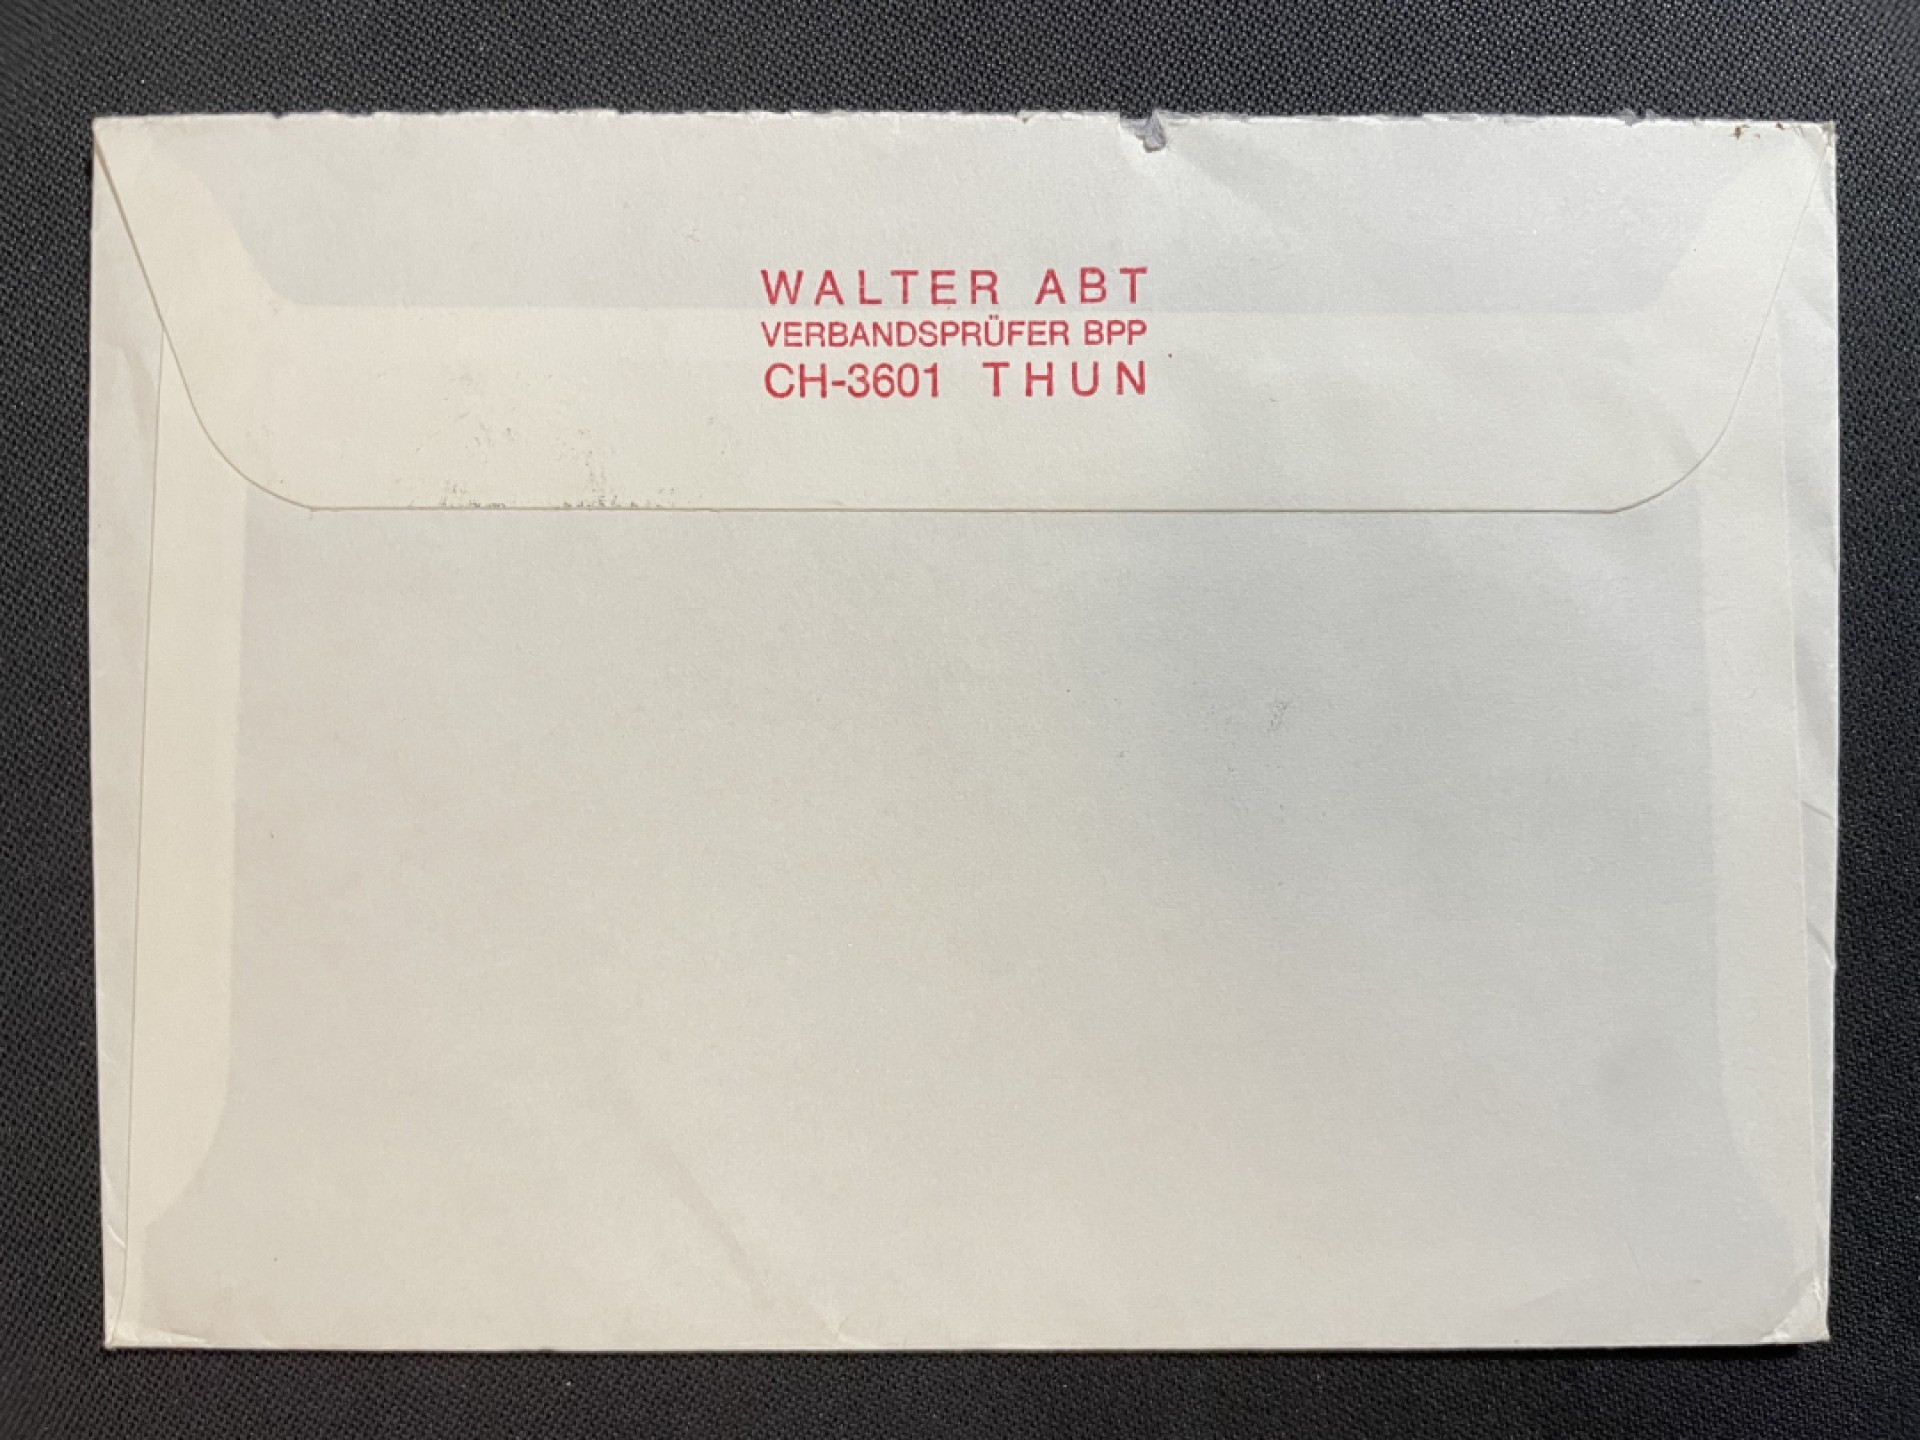 WALTER ABT
VERBANDSPRÜFER BPP
CH-3601 THUN